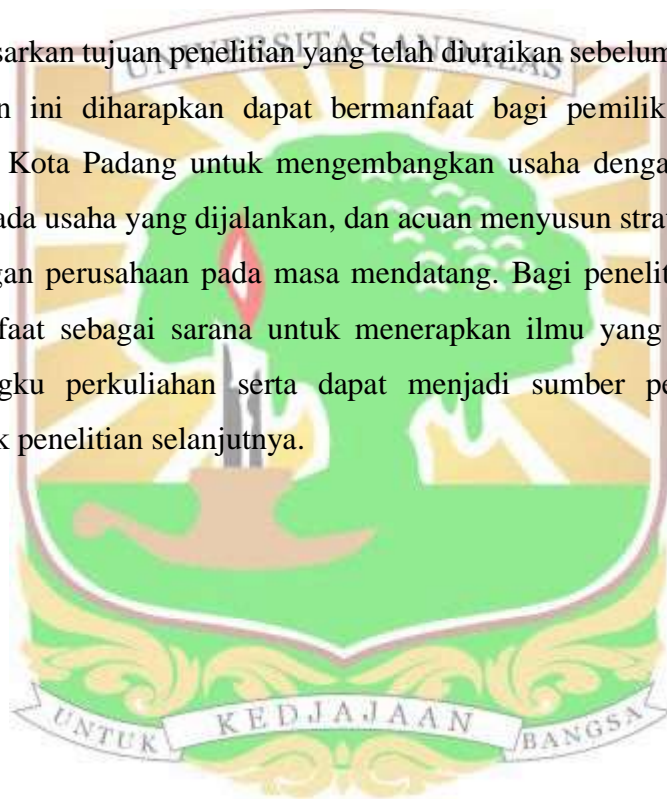 UNIVERSITAS ANDALAS
sarkan tujuan penelitian yang telah diuraikan sebelum
n ini diharapkan dapat bermanfaat bagi pemilik
Kota Padang untuk mengembangkan usaha denga
ada usaha yang dijalankan, dan acuan menyusun stra
gan perusahaan pada masa mendatang. Bagi penelit
faat sebagai sarana untuk menerapkan ilmu yang
gku perkuliahan serta dapat menjadi sumber pe
k penelitian selanjutnya.
UNTUK KEDJAJAAN BANGSA